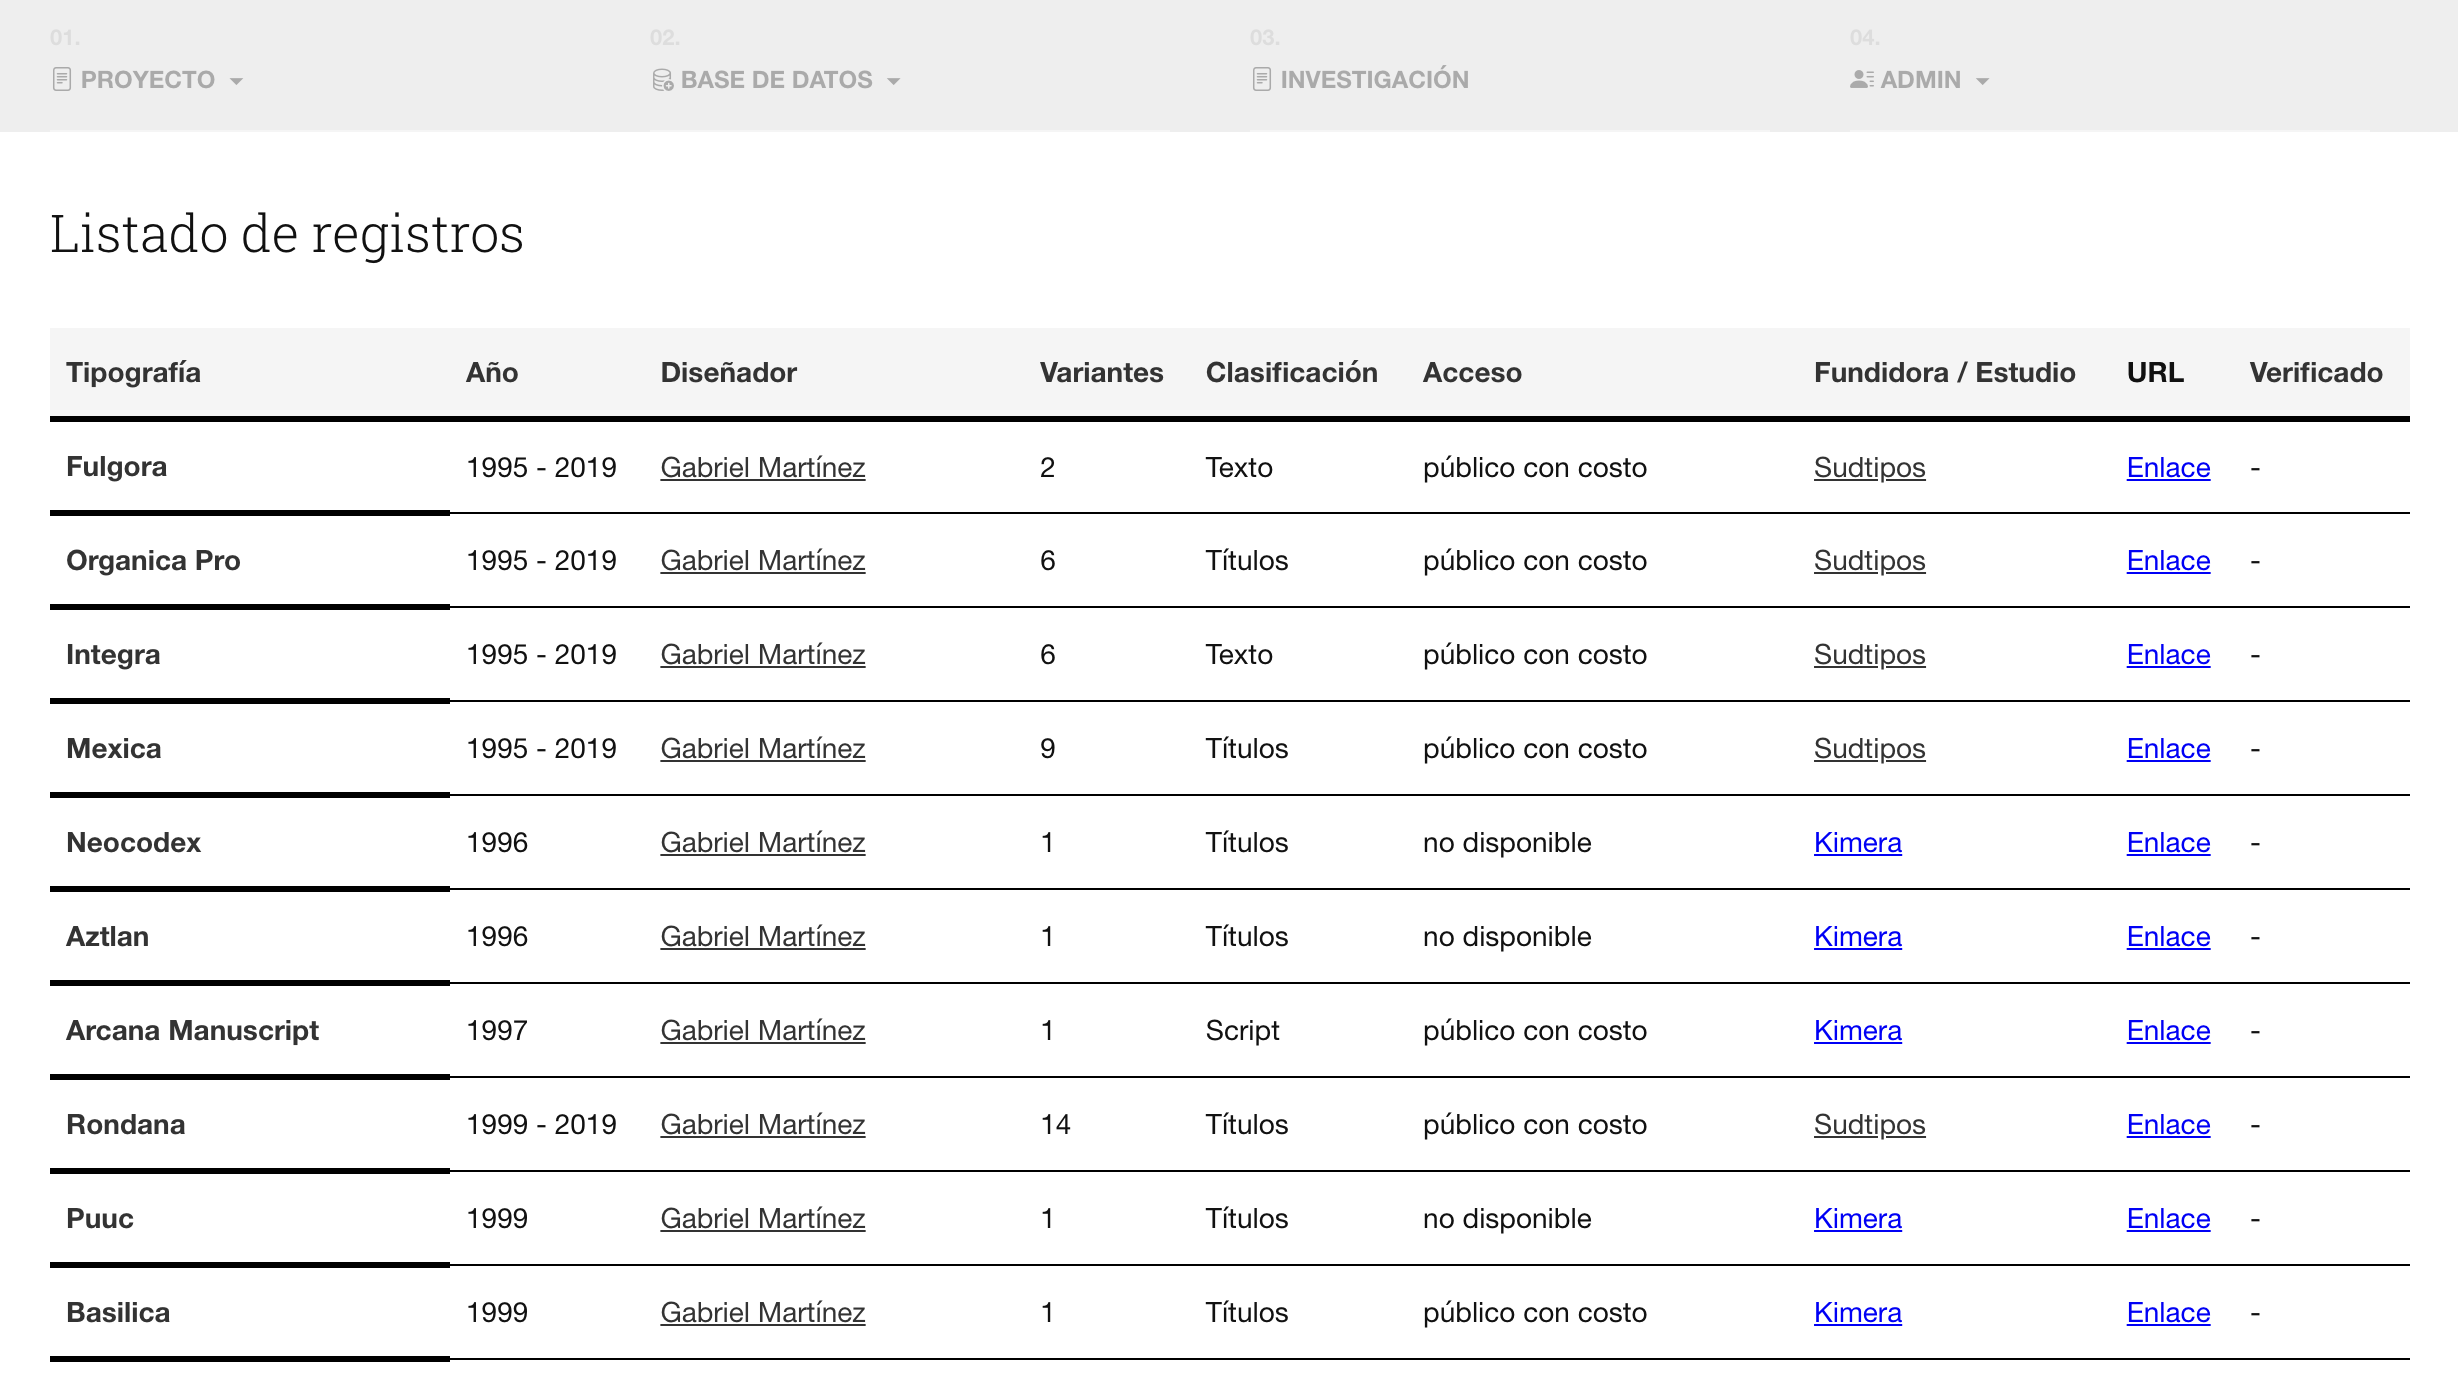 01.
PROYECTO
02.
BASE DE DATOS
03.
INVESTIGACIÓN
04.
ADMIN
Listado de registros
Tipografía Año Diseñador Variantes Clasificación Acceso Fundidora / Estudio URL Verificado
Fulgora 1995 - 2019 Gabriel Martínez 2 Texto público con costo Sudtipos Enlace -
Organica Pro 1995 - 2019 Gabriel Martínez 6 Títulos público con costo Sudtipos Enlace -
Integra 1995 - 2019 Gabriel Martínez 6 Texto público con costo Sudtipos Enlace -
Mexica 1995 - 2019 Gabriel Martínez 9 Títulos público con costo Sudtipos Enlace -
Neocodex 1996 Gabriel Martínez 1 Títulos no disponible Kimera Enlace -
Aztlan 1996 Gabriel Martínez 1 Títulos no disponible Kimera Enlace -
Arcana Manuscript 1997 Gabriel Martínez 1 Script público con costo Kimera Enlace -
Rondana 1999 - 2019 Gabriel Martínez 14 Títulos público con costo Sudtipos Enlace -
Puuc 1999 Gabriel Martínez 1 Títulos no disponible Kimera Enlace -
Basilica 1999 Gabriel Martínez 1 Títulos público con costo Kimera Enlace -